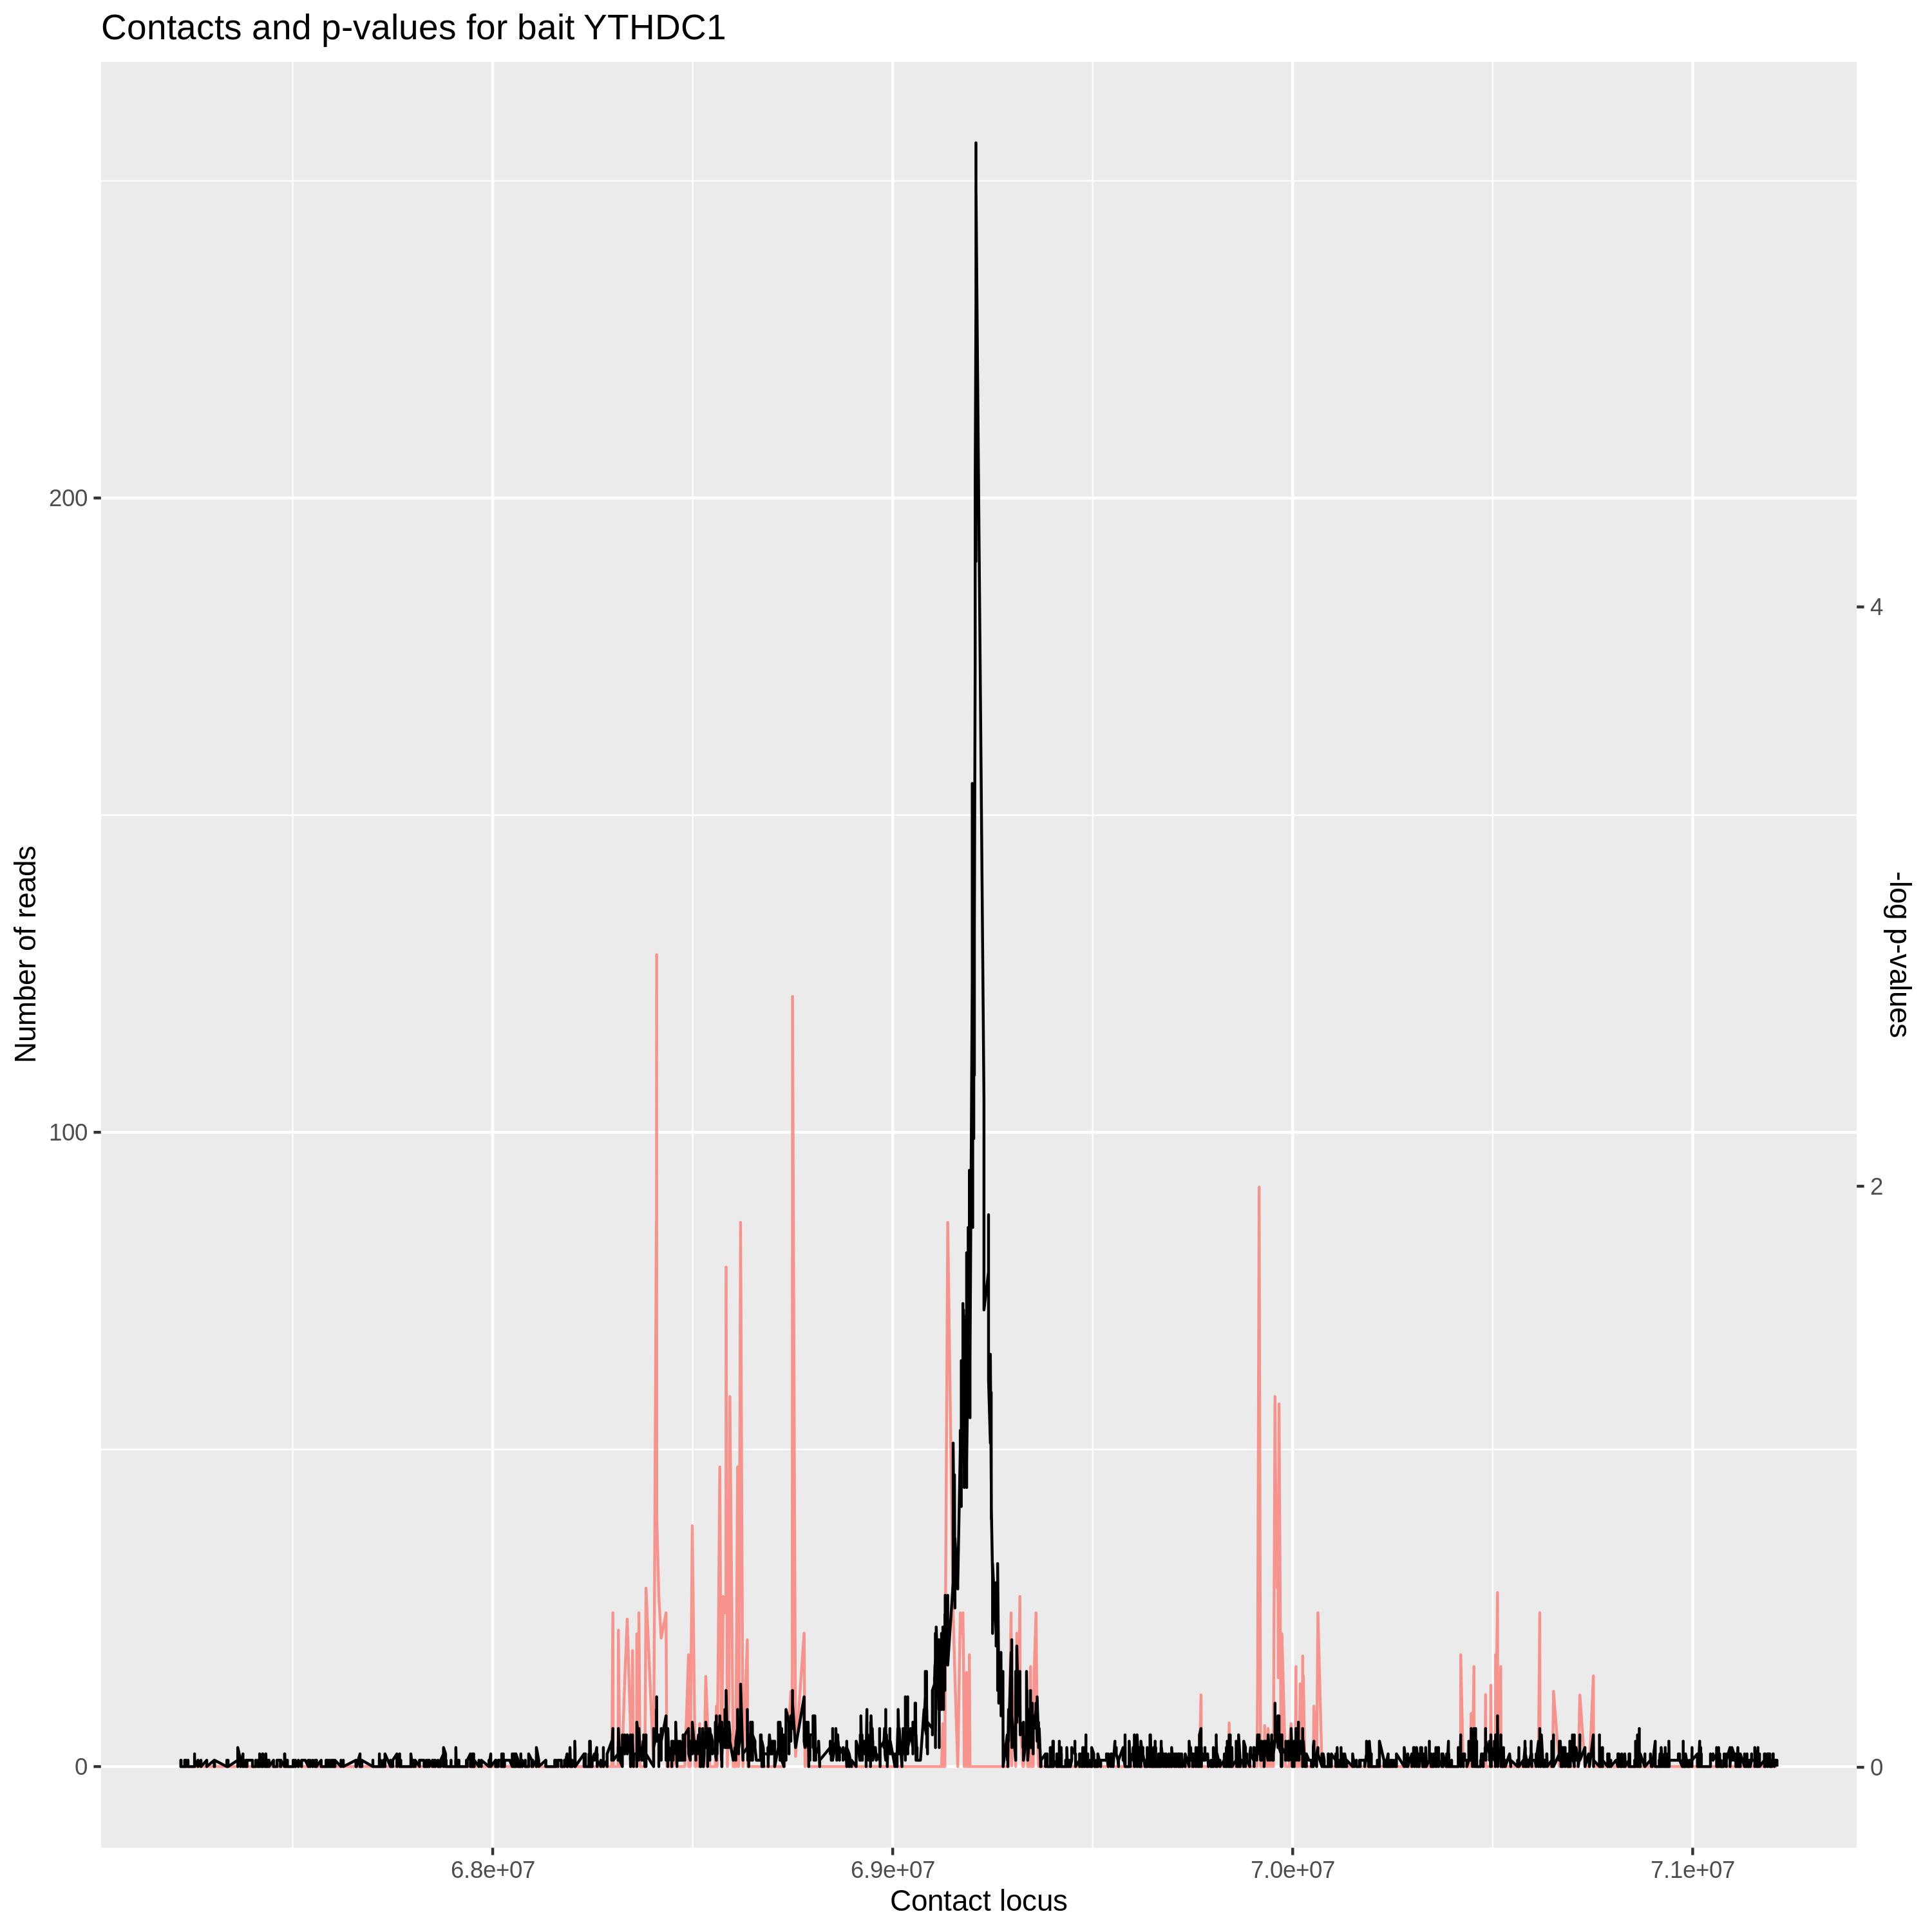 Contacts and p-values for bait YTHDC1
Number of reads
200
100
0
4
2
0
-log p-values
6.8e+07
6.9e+07
7.0e+07
7.1e+07
Contact locus